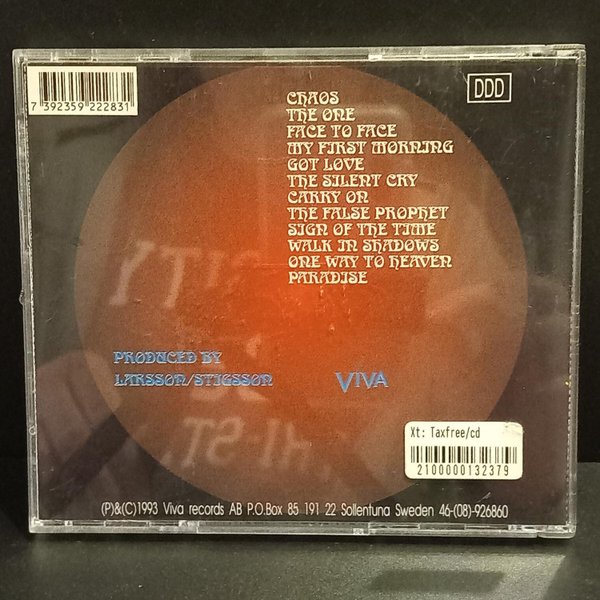 7 392359 222831
DDD
CHAOS
THE ONE
FACE TO FACE
MY FIRST MORNING
GOT LOVE
THE SILENT CRY
CARRY ON
THE FALSE PROPHET
SIGN OF THE TIME
WALK IN SHADOWS
ONE WAY TO HEAVEN
PARADISE
PRODUCED BY
LARSSON/STIGSSON
VIVA
Xt: Taxfree/cd
2100000132379
(P)&(C)1993 Viva records AB P.O.Box 85 191 22 Sollentuna Sweden 46-(08)-926860